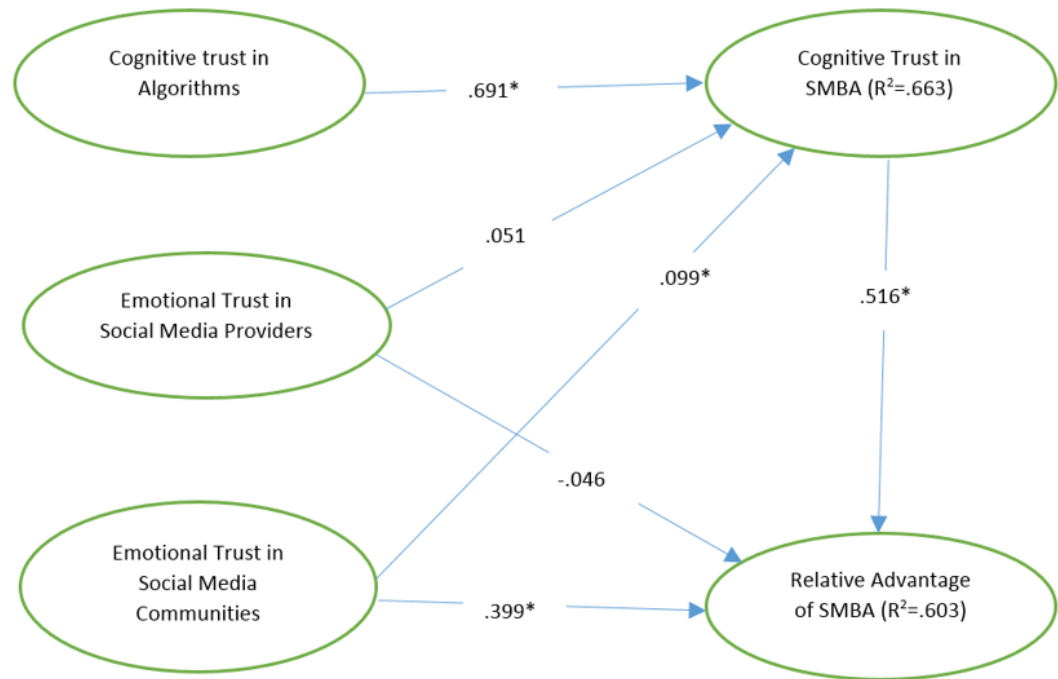 Cognitive trust in
Algorithms
.691*
Cognitive Trust in
SMBA (R²=.663)
.051
.099*
Emotional Trust in
Social Media Providers
.516*
-.046
Emotional Trust in
Social Media
Communities
.399*
Relative Advantage
of SMBA (R²=.603)